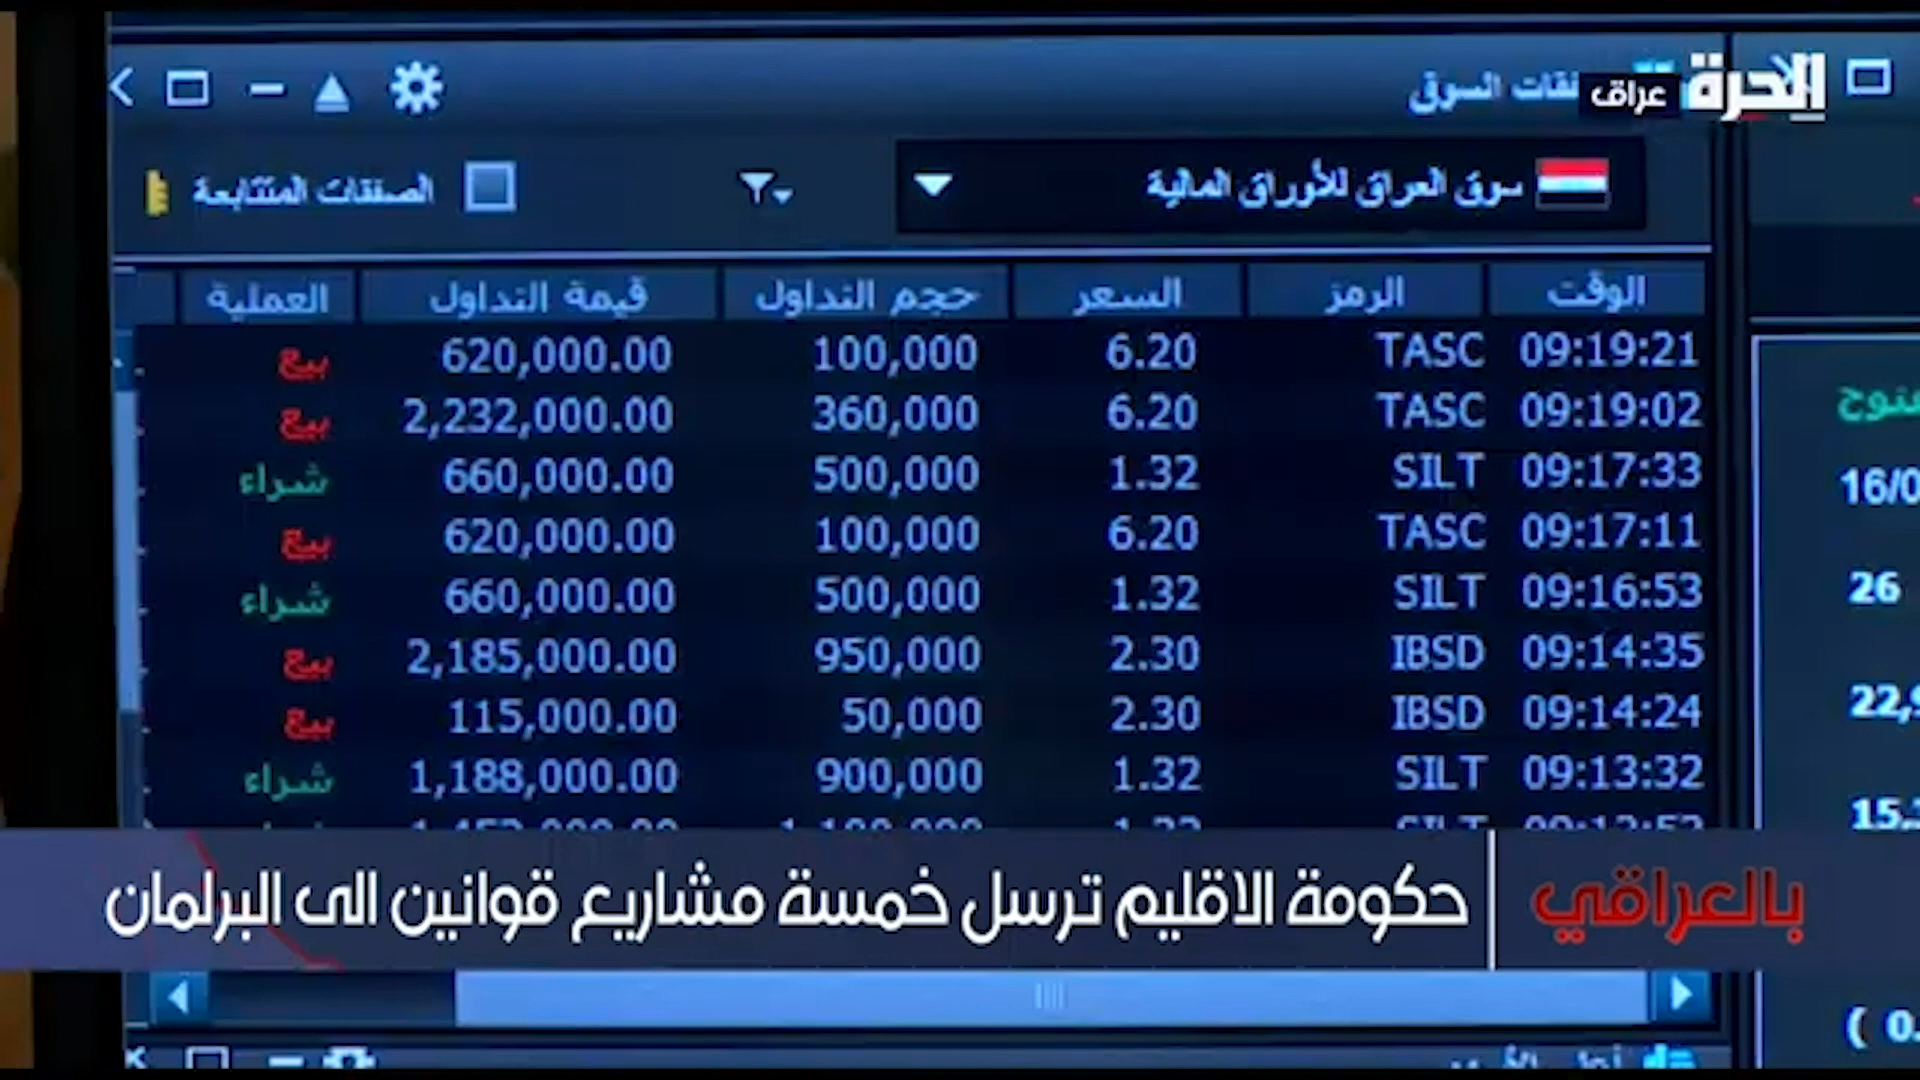 الحرة
عراق
السوق
سوق العراق للأوراق المالية
الصفقات المتتابعة
الوقت الرمز السعر حجم التداول قيمة التداول العملية
09:19:21 TASC 6.20 100,000 620,000.00 بيع
09:19:02 TASC 6.20 360,000 2,232,000.00 بيع
09:17:33 SILT 1.32 500,000 660,000.00 شراء
09:17:11 TASC 6.20 100,000 620,000.00 بيع
09:16:53 SILT 1.32 500,000 660,000.00 شراء
09:14:35 IBSD 2.30 950,000 2,185,000.00 بيع
09:14:24 IBSD 2.30 50,000 115,000.00 بيع
09:13:32 SILT 1.32 900,000 1,188,000.00 شراء
16/0
26
22,9
15,
( 0.
بالعراقي
حكومة الاقليم ترسل خمسة مشاريع قوانين الى البرلمان